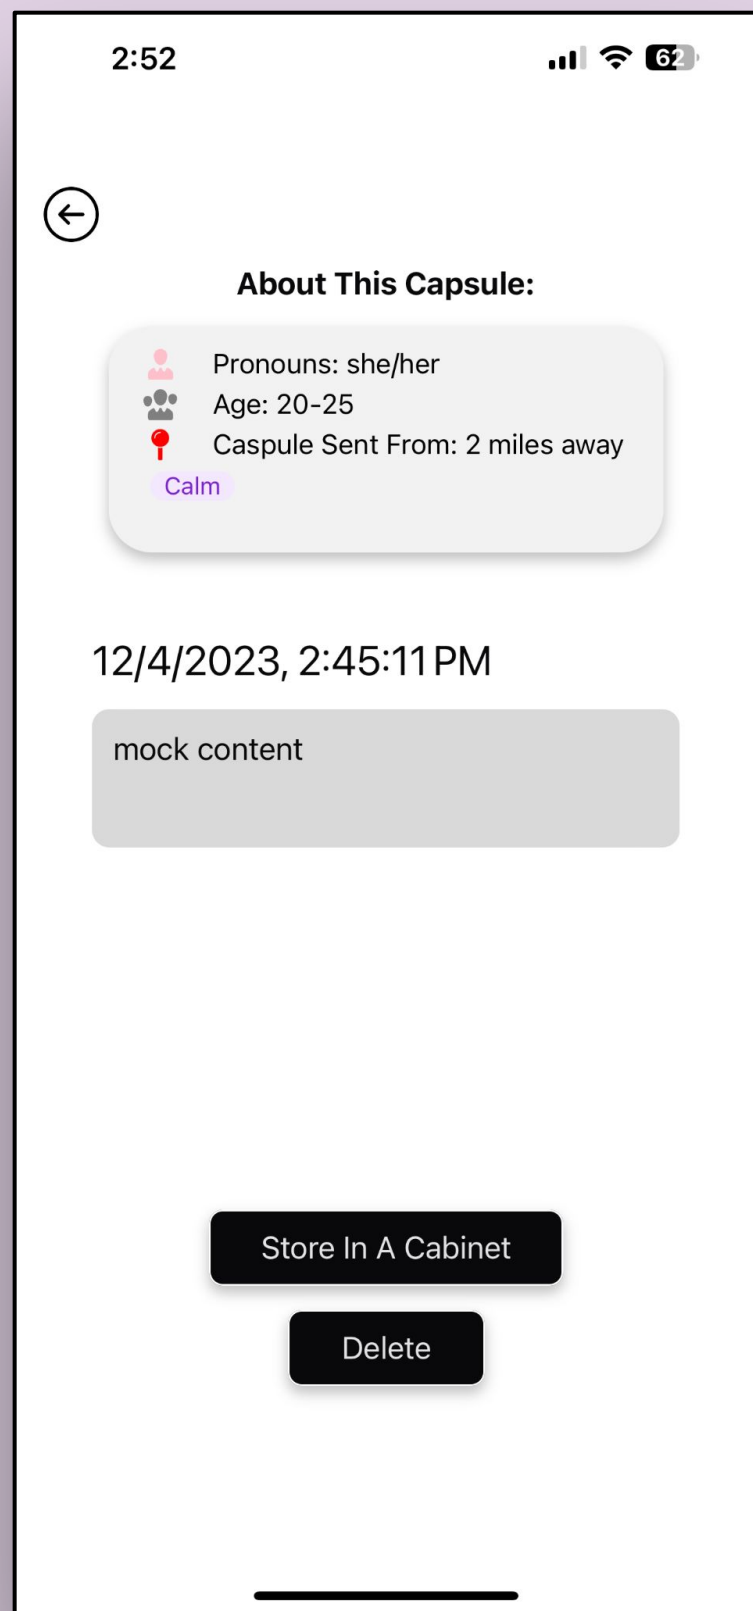 2:52
62
About This Capsule:
Pronouns: she/her
Age: 20-25
Caspule Sent From: 2 miles away
Calm
12/4/2023, 2:45:11 PM
mock content
Store In A Cabinet
Delete